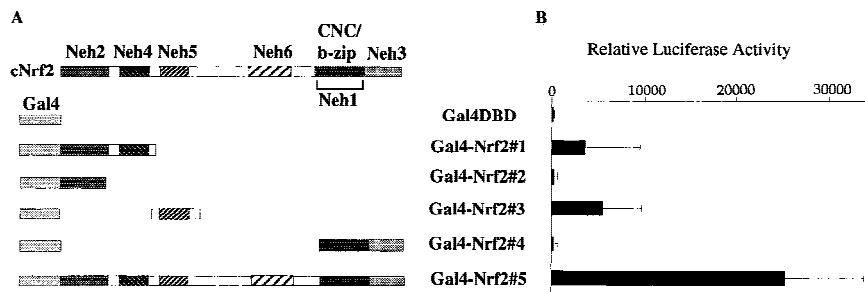 A
B
CNC/
b-zip
Neh2 Neh4 Neh5 Neh6 Neh3
cNrf2
Neh1
Gal4
Relative Luciferase Activity
0 10000 20000 30000
Gal4DBD
Gal4-Nrf2#1
Gal4-Nrf2#2
Gal4-Nrf2#3
Gal4-Nrf2#4
Gal4-Nrf2#5